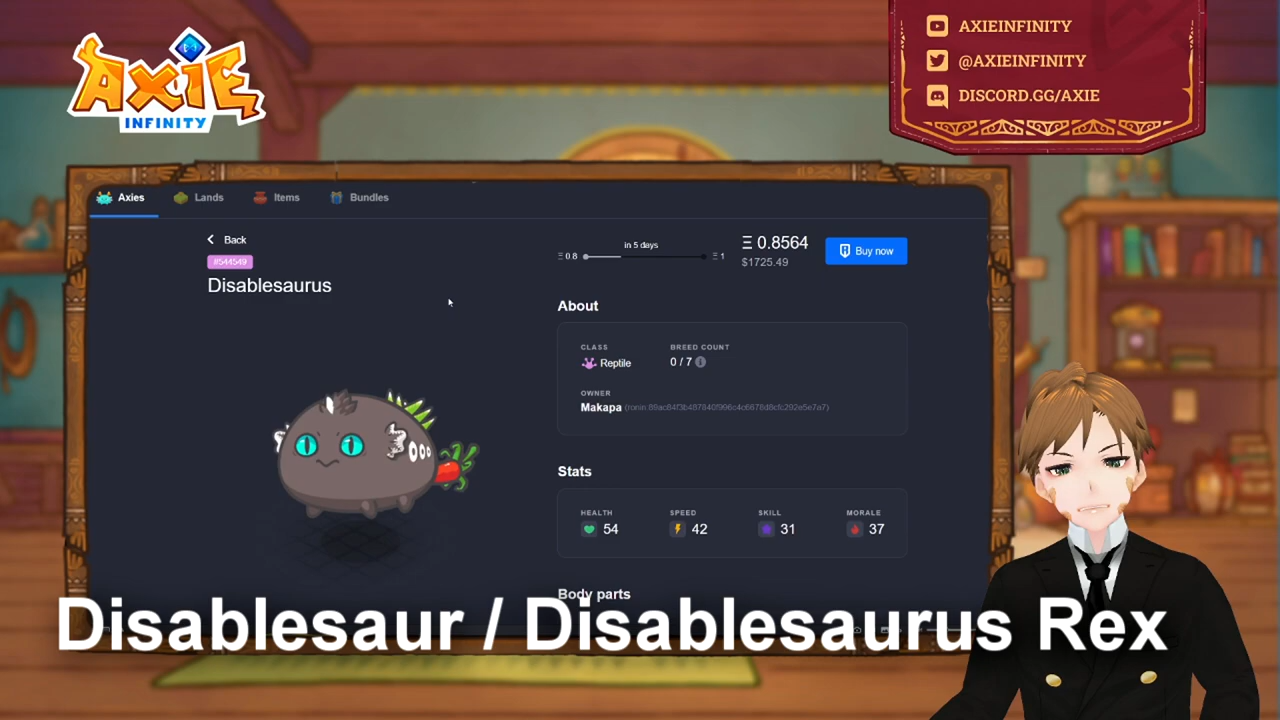 AXIE
INFINITY
AXIEINFINITY
@AXIEINFINITY
DISCORD.GG/AXIE
Axies Lands Items Bundles
Back
#544549
Disablesaurus
Ξ 0.8 in 5 days Ξ 1
Ξ 0.8564
$1725.49
Buy now
About
CLASS BREED COUNT
Reptile 0 / 7
OWNER
Makapa
Stats
HEALTH SPEED SKILL MORALE
54 42 31 37
Body parts
Disablesaur / Disablesaurus Rex